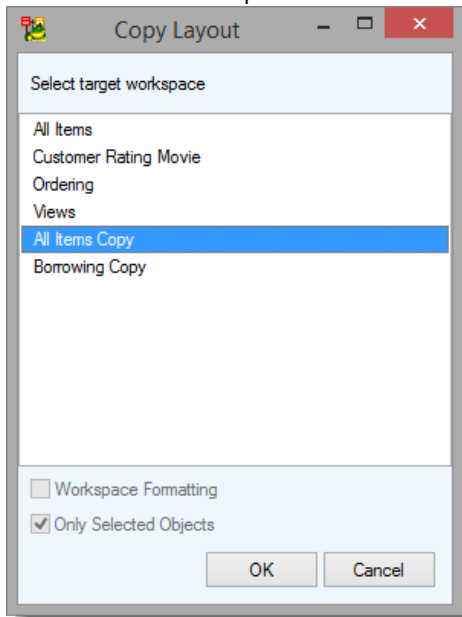 Copy Layout
Select target workspace
All Items
Customer Rating Movie
Ordering
Views
All Items Copy
Borrowing Copy
Workspace Formatting
Only Selected Objects
OK Cancel